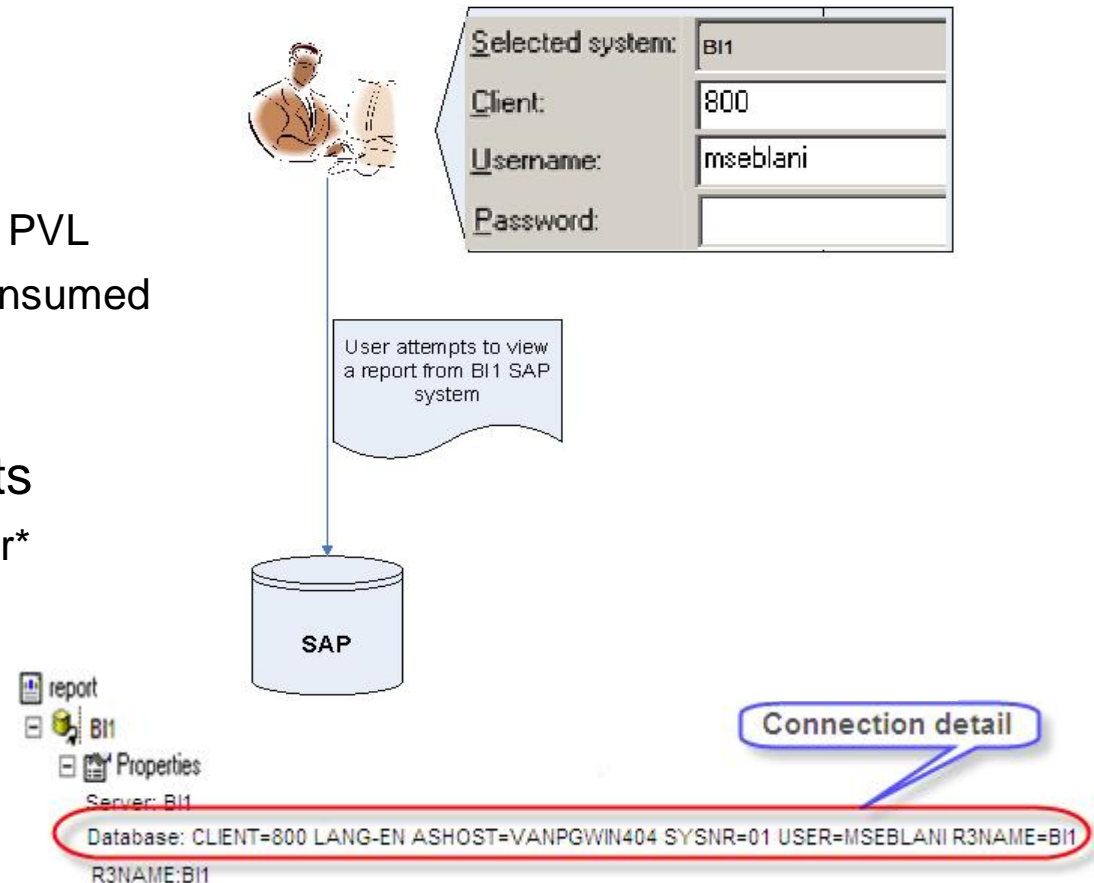 Selected system: BI1
Client: 800
Username: mseblani
Password:
PVL
nsumed
User attempts to view
a report from BI1 SAP
system
ts
r*
SAP
report
BI1
Properties
Server: BI1
Connection detail
Database: CLIENT=800 LANG-EN ASHOST=VANPGWIN404 SYSNR=01 USER=MSEBLANI R3NAME=BI1
R3NAME:BI1